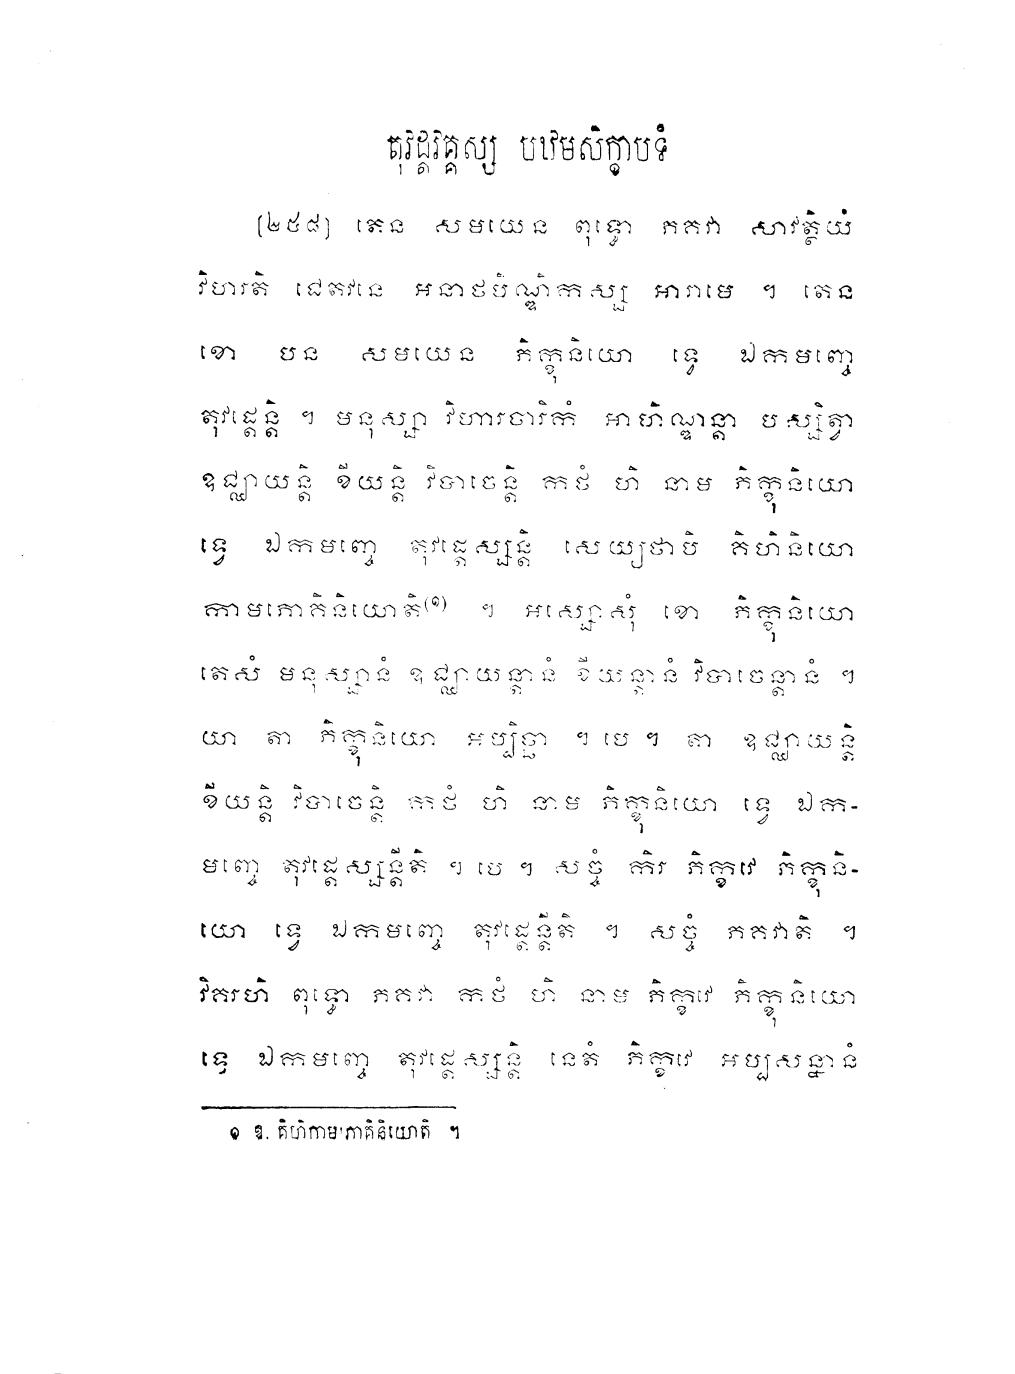 តុវដ្តវគ្គស្ស បឋមសិក្ខាបទំ
[២៥៨] តេន សមយេន ពុទ្ធោ ភគវា សាវត្ថិយំ
វិហរតិ ជេតវនេ អនាថបិណ្ឌិកស្ស អារាមេ ។ តេន
ខោ បន សមយេន ភិក្ខុនិយោ ទ្វេ ឯកមញ្ចេ
តុវដ្តេន្តិ ។ មនុស្សា វិហារចារិកំ អាហិណ្ឌន្តា បស្សិត្វា
ឧជ្ឈាយន្តិ ខីយន្តិ វិបាចេន្តិ កថំ ហិ នាម ភិក្ខុនិយោ
ទ្វេ ឯកមញ្ចេ តុវដ្តេស្សន្តិ សេយ្យថាបិ គិហិនិយោ
កាមភោគិនិយោតិ(១) ។ អស្សោសុំ ខោ ភិក្ខុនិយោ
តេសំ មនុស្សានំ ឧជ្ឈាយន្តានំ ខីយន្តានំ វិបាចេន្តានំ ។
យា តា ភិក្ខុនិយោ អប្បិច្ឆា ។ បេ ។ តា ឧជ្ឈាយន្តិ
ខីយន្តិ វិបាចេន្តិ កថំ ហិ នាម ភិក្ខុនិយោ ទ្វេ ឯក-
មញ្ចេ តុវដ្តេស្សន្តីតិ ។ បេ ។ សច្ចំ កិរ ភិក្ខវេ ភិក្ខុនិ-
យោ ទ្វេ ឯកមញ្ចេ តុវដ្តេន្តីតិ ។ សច្ចំ ភគវាតិ ។
វិគរហិ ពុទ្ធោ ភគវា កថំ ហិ នាម ភិក្ខវេ ភិក្ខុនិយោ
ទ្វេ ឯកមញ្ចេ តុវដ្តេស្សន្តិ នេតំ ភិក្ខវេ អប្បសន្នានំ
១ ឧ. គិហិកាមភោគិនិយោតិ ។